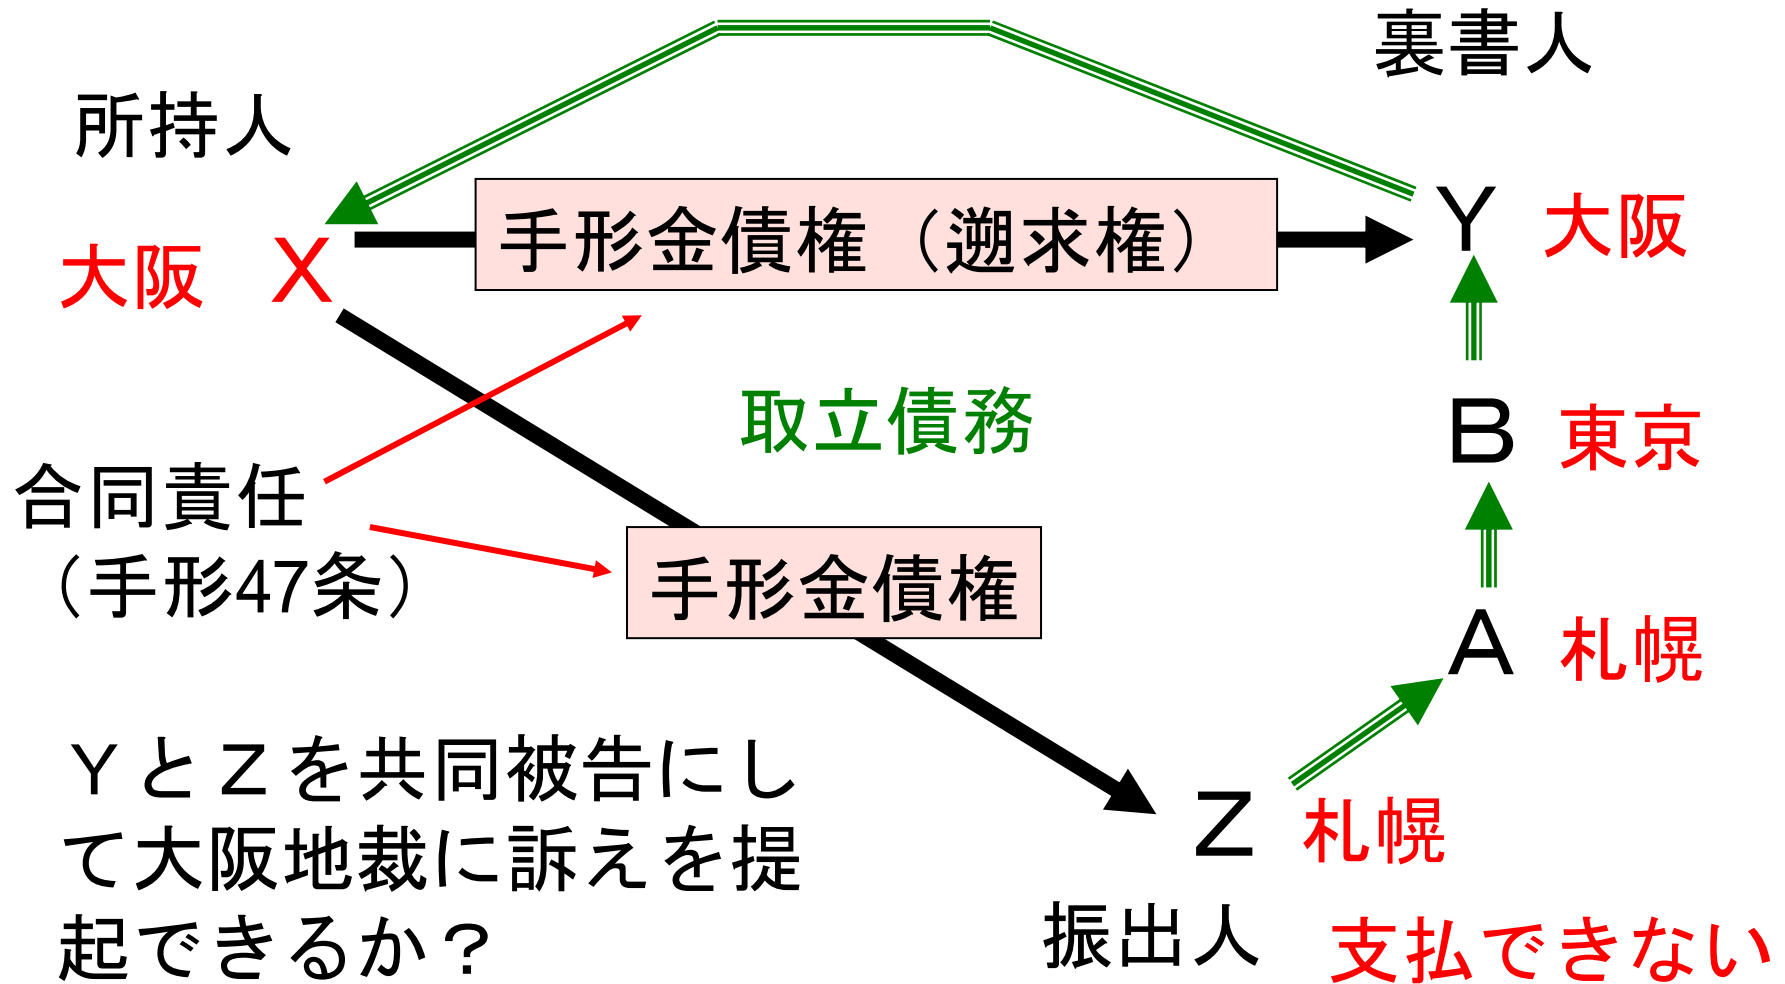 裏書人
所持人
手形金債権（遡求権）
Y 大阪
大阪 X
取立債務
B 東京
合同責任
（手形47条）
手形金債権
A 札幌
YとZを共同被告にし
て大阪地裁に訴えを提
起できるか？
Z 札幌
振出人
支払できない